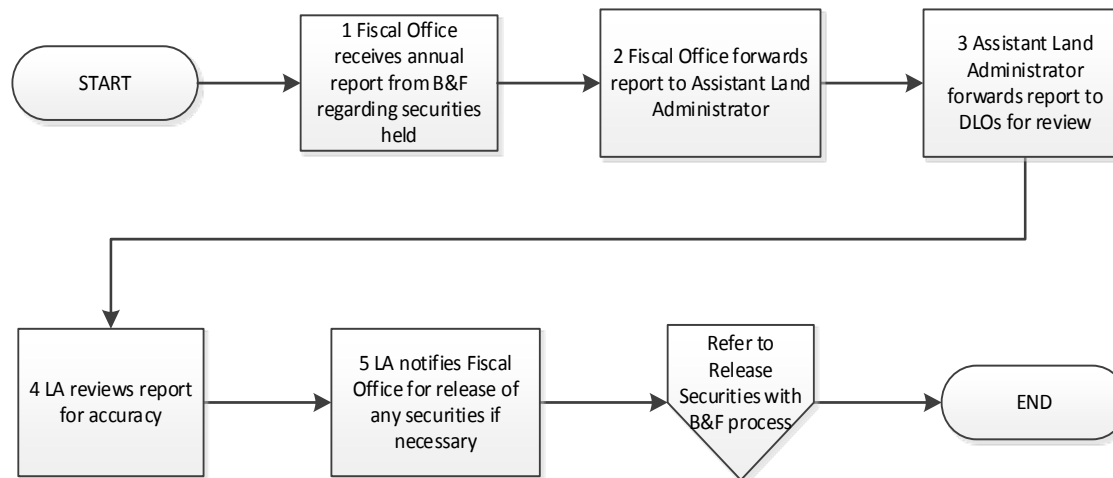 START
1 Fiscal Office
receives annual
report from B&F
regarding securities
held
2 Fiscal Office forwards
report to Assistant Land
Administrator
3 Assistant Land
Administrator
forwards report to
DLOs for review
4 LA reviews report
for accuracy
5 LA notifies Fiscal
Office for release of
any securities if
necessary
Refer to
Release
Securities with
B&F process
END